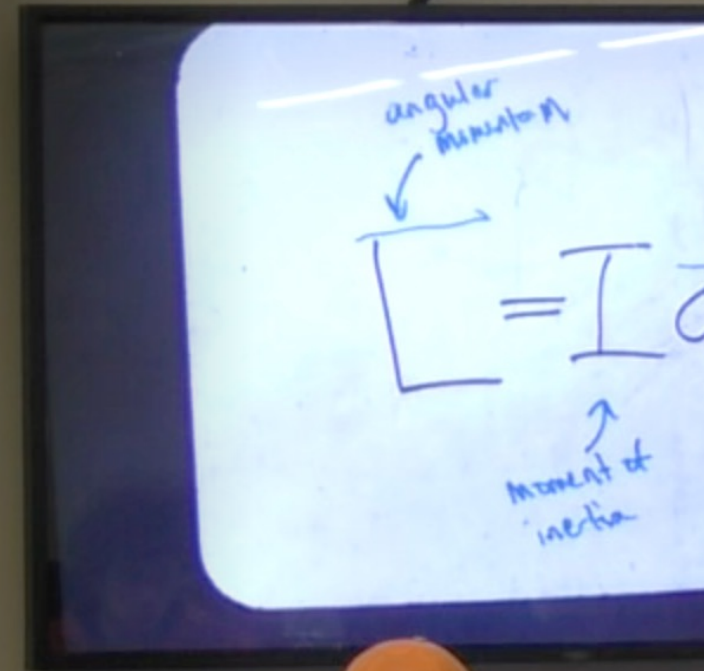 angular
momentum
L⃗ = I
moment of
inertia